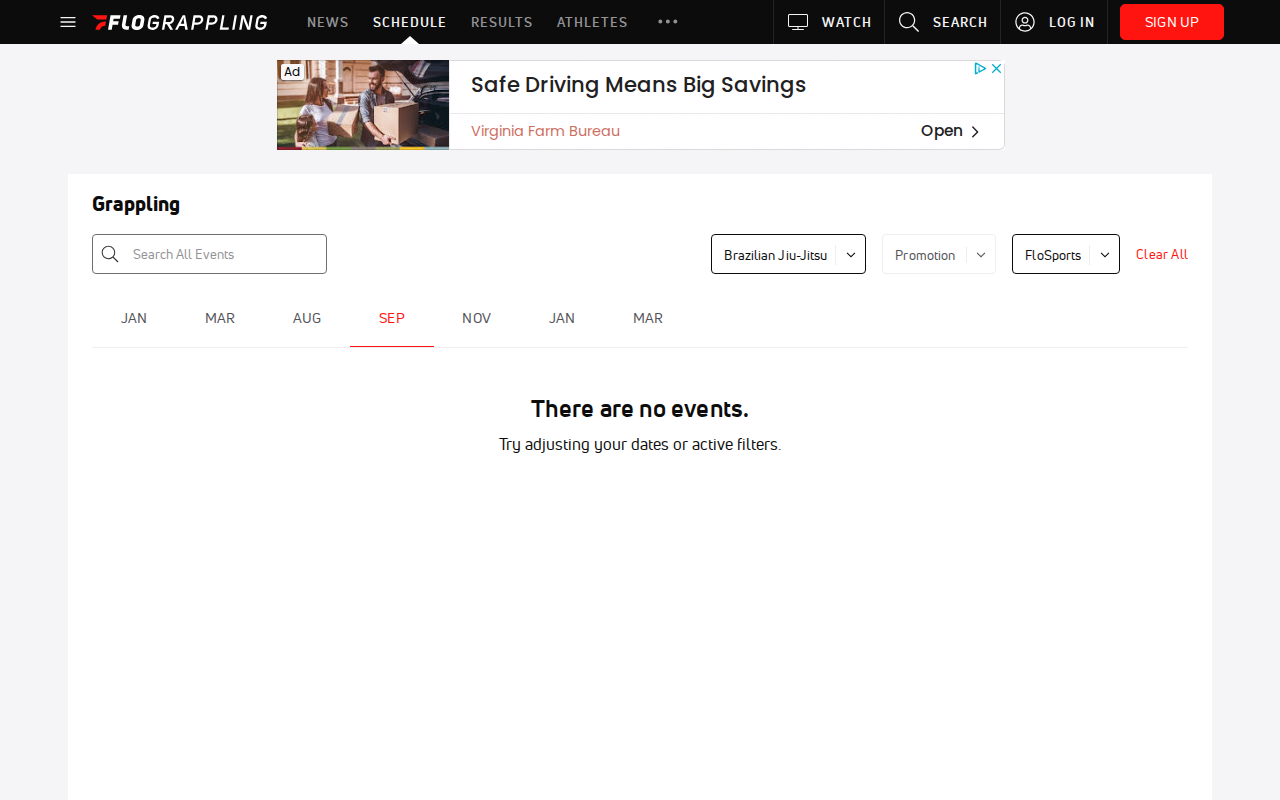 FLOGRAPPLING NEWS SCHEDULE RESULTS ATHLETES WATCH SEARCH LOG IN SIGN UP
Ad
Safe Driving Means Big Savings
Virginia Farm Bureau Open
Grappling
Search All Events Brazilian Jiu-Jitsu Promotion FloSports Clear All
JAN MAR AUG SEP NOV JAN MAR
There are no events.
Try adjusting your dates or active filters.